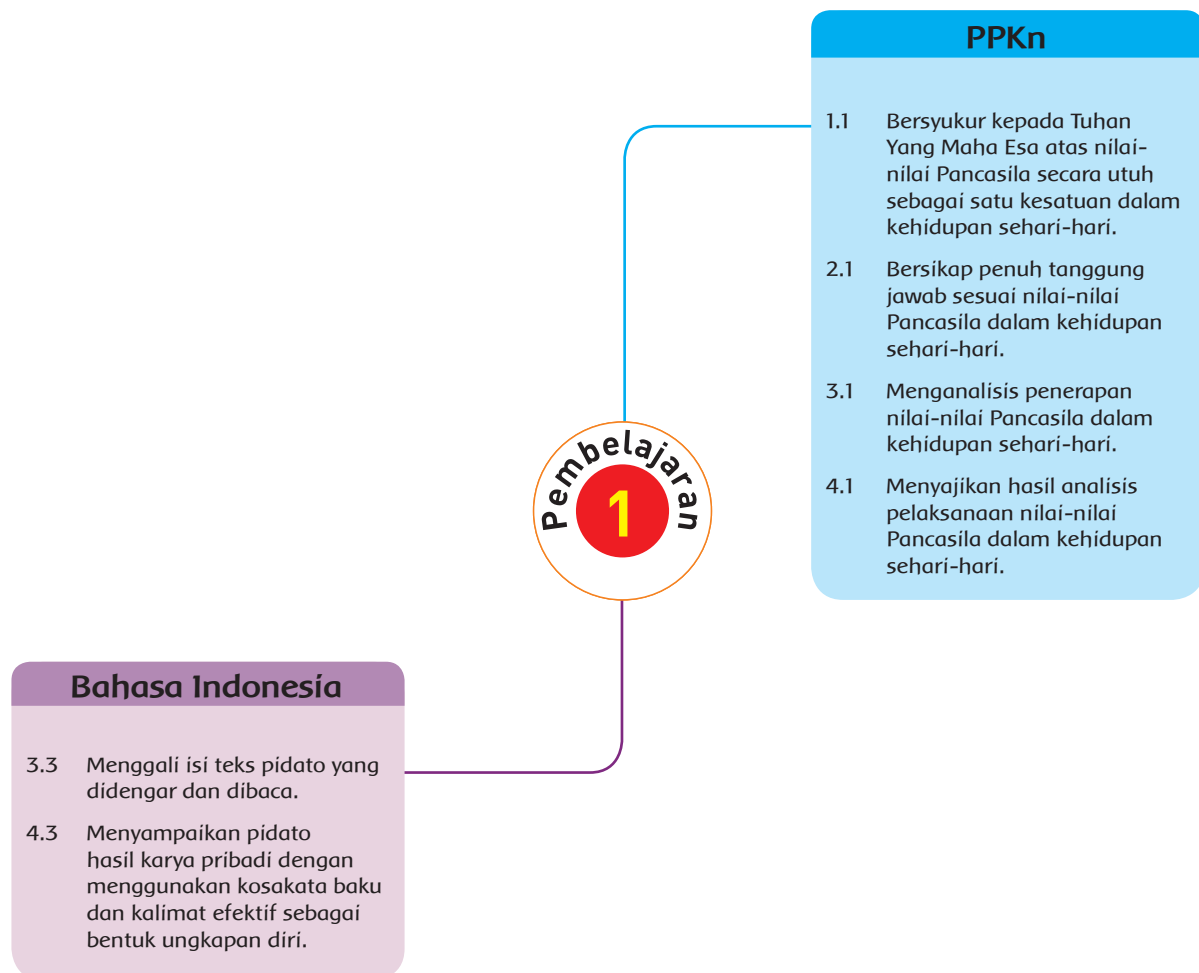 PPKn
1.1 Bersyukur kepada Tuhan
Yang Maha Esa atas nilai-
nilai Pancasila secara utuh
sebagai satu kesatuan dalam
kehidupan sehari-hari.
2.1 Bersikap penuh tanggung
jawab sesuai nilai-nilai
Pancasila dalam kehidupan
sehari-hari.
3.1 Menganalisis penerapan
nilai-nilai Pancasila dalam
kehidupan sehari-hari.
4.1 Menyajikan hasil analisis
pelaksanaan nilai-nilai
Pancasila dalam kehidupan
sehari-hari.
Pembelajaran
1
Bahasa Indonesia
3.3 Menggali isi teks pidato yang
didengar dan dibaca.
4.3 Menyampaikan pidato
hasil karya pribadi dengan
menggunakan kosakata baku
dan kalimat efektif sebagai
bentuk ungkapan diri.